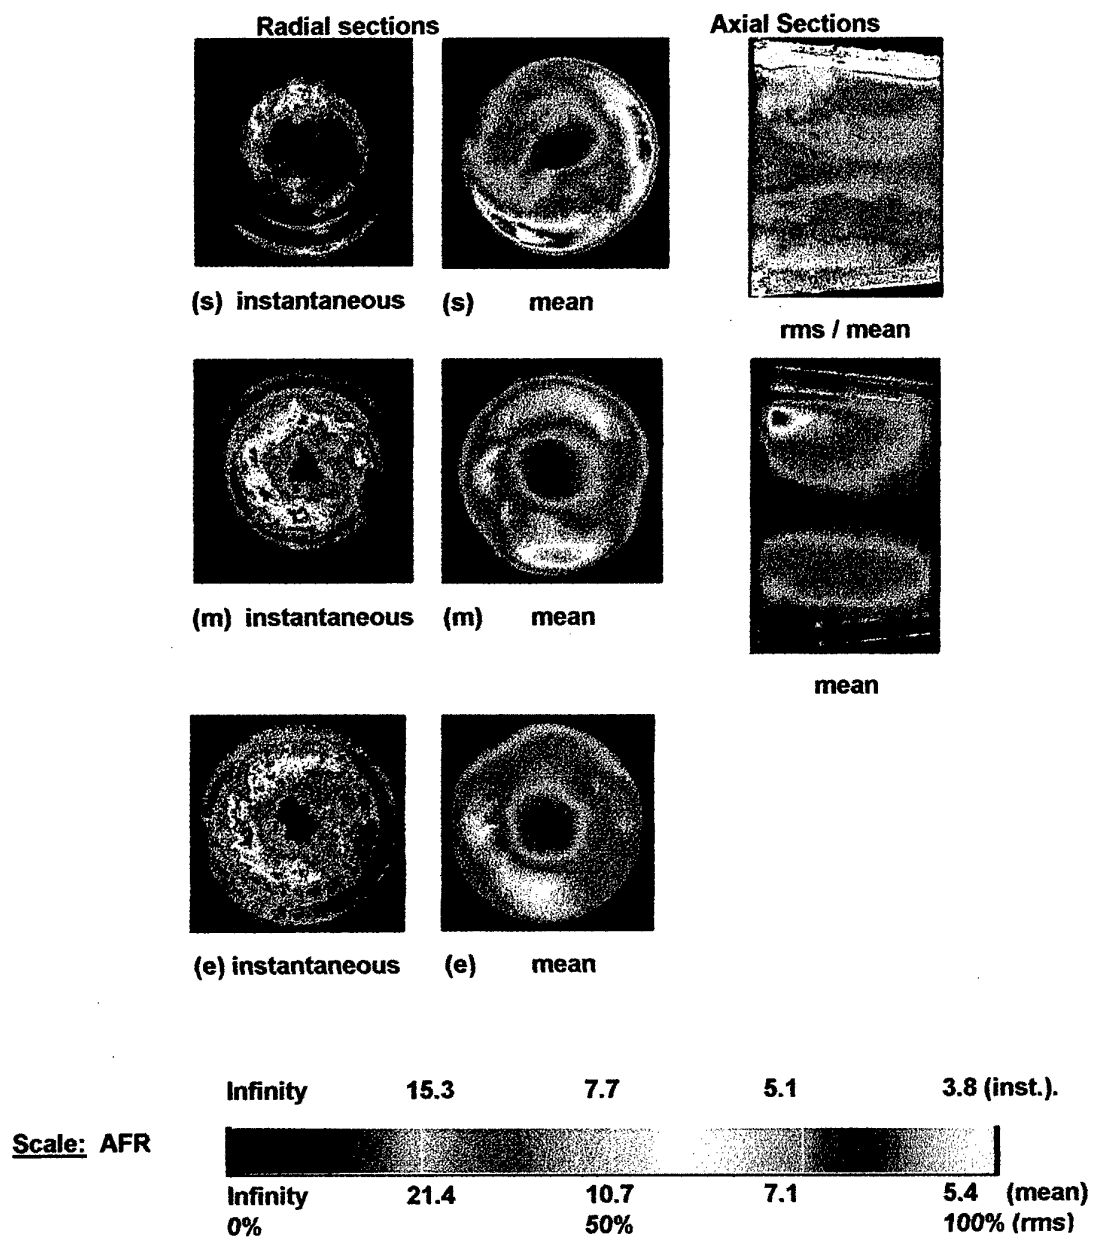 Radial sections Axial Sections
(s) instantaneous (s) mean
rms / mean
(m) instantaneous (m) mean
mean
(e) instantaneous (e) mean
Infinity 15.3 7.7 5.1 3.8 (inst.).
Scale: AFR
Infinity 21.4 10.7 7.1 5.4 (mean)
0% 50% 100% (rms)